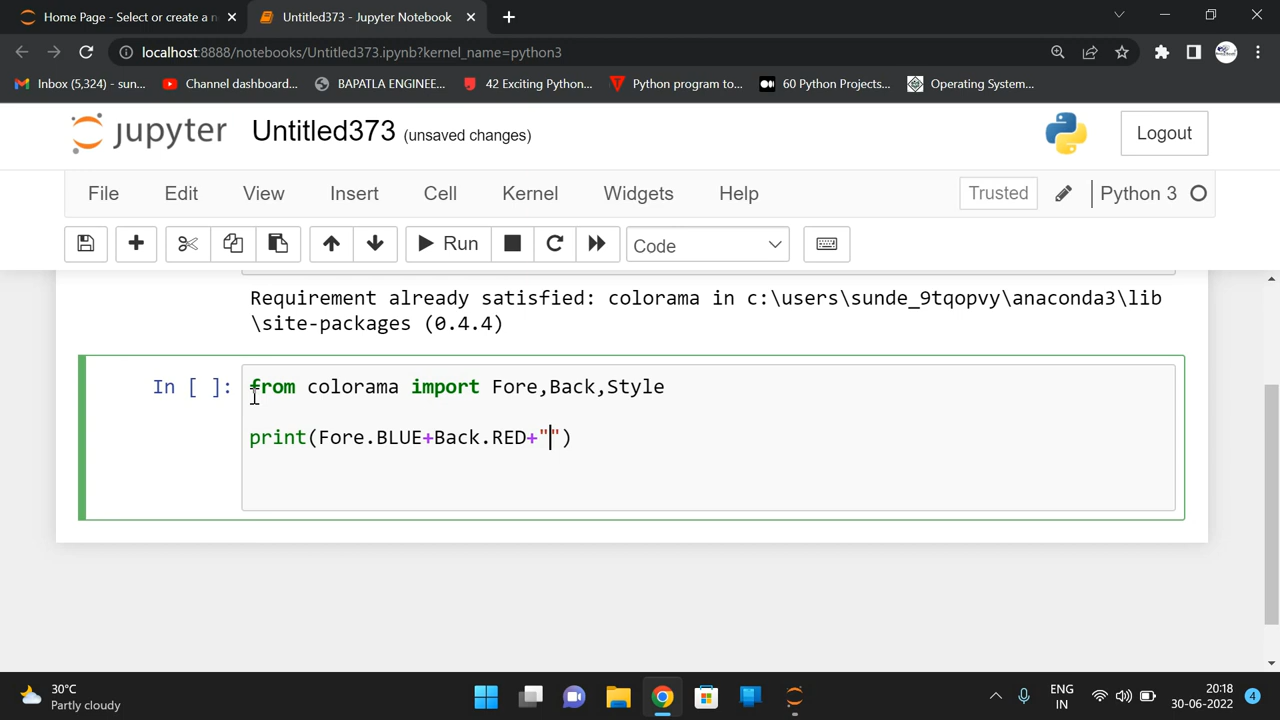 Home Page - Select or create a n
Untitled373 - Jupyter Notebook
localhost:8888/notebooks/Untitled373.ipynb?kernel_name=python3
Inbox (5,324) - sun...
Channel dashboard...
BAPATLA ENGINEE...
42 Exciting Python...
Python program to...
60 Python Projects...
Operating System...
jupyter Untitled373 (unsaved changes)
Logout
File Edit View Insert Cell Kernel Widgets Help
Trusted
Python 3
Run
Code
Requirement already satisfied: colorama in c:\users\sunde_9tqopvy\anaconda3\lib
\site-packages (0.4.4)
In [ ]: from colorama import Fore,Back,Style
print(Fore.BLUE+Back.RED+"")
30°C
Partly cloudy
ENG
IN
20:18
30-06-2022
4